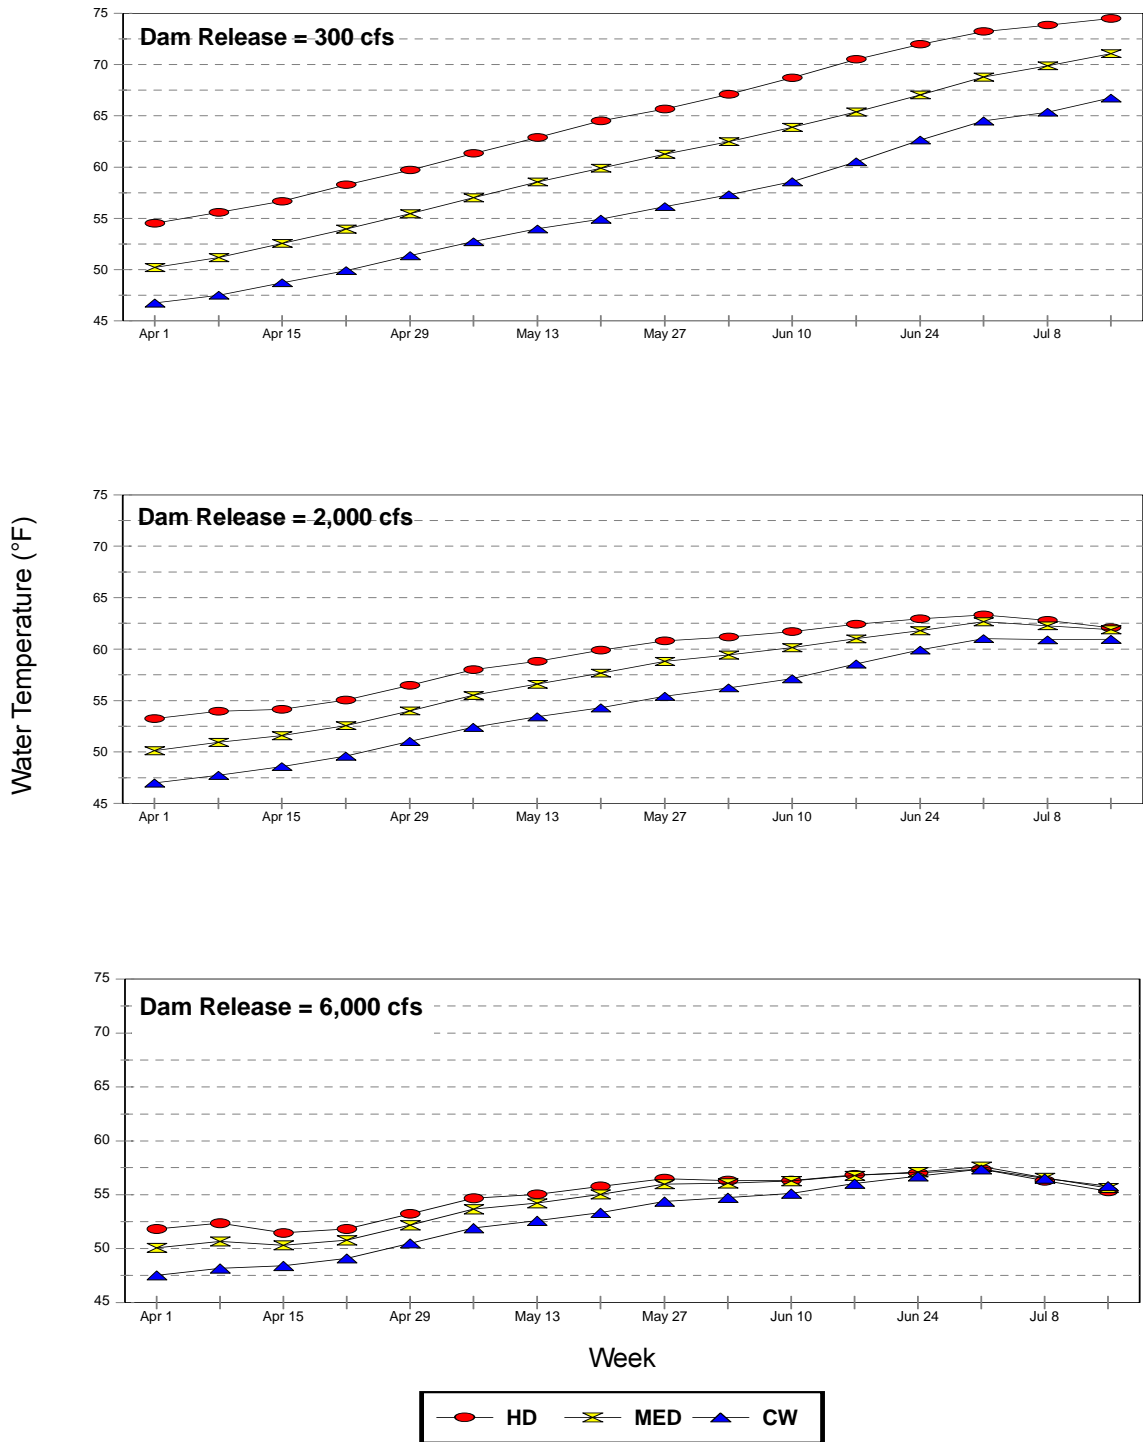 75
Dam Release = 300 cfs
70
65
60
55
50
45
Apr 1 Apr 15 Apr 29 May 13 May 27 Jun 10 Jun 24 Jul 8
Water Temperature (°F)
75
Dam Release = 2,000 cfs
70
65
60
55
50
45
Apr 1 Apr 15 Apr 29 May 13 May 27 Jun 10 Jun 24 Jul 8
75
Dam Release = 6,000 cfs
70
65
60
55
50
45
Apr 1 Apr 15 Apr 29 May 13 May 27 Jun 10 Jun 24 Jul 8
Week
HD MED CW